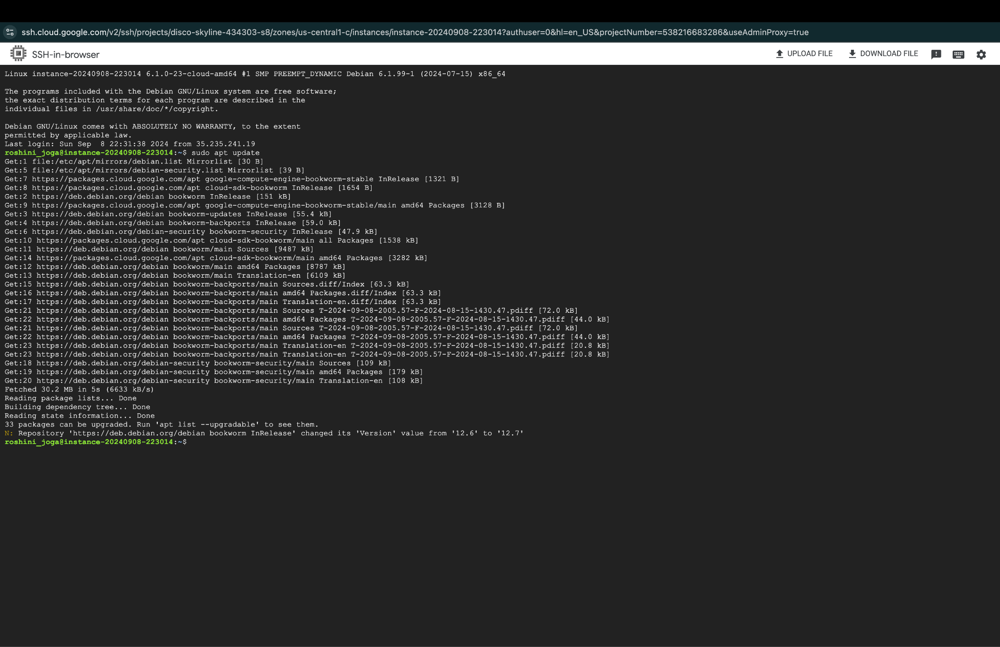 ssh.cloud.google.com/v2/ssh/projects/disco-skyline-434303-s8/zones/us-central1-c/instances/instance-20240908-223014?authuser=0&hl=en_US&projectNumber=538216683286&useAdminProxy=true
SSH-in-browser
UPLOAD FILE
DOWNLOAD FILE
Linux instance-20240908-223014 6.1.0-23-cloud-amd64 #1 SMP PREEMPT_DYNAMIC Debian 6.1.99-1 (2024-07-15) x86_64
The programs included with the Debian GNU/Linux system are free software;
the exact distribution terms for each program are described in the
individual files in /usr/share/doc/*/copyright.
Debian GNU/Linux comes with ABSOLUTELY NO WARRANTY, to the extent
permitted by applicable law.
Last login: Sun Sep  8 22:31:38 2024 from 35.235.241.19
roshini_joga@instance-20240908-223014:~$ sudo apt update
Get:1 file:/etc/apt/mirrors/debian.list Mirrorlist [30 B]
Get:5 file:/etc/apt/mirrors/debian-security.list Mirrorlist [39 B]
Get:7 https://packages.cloud.google.com/apt google-compute-engine-bookworm-stable InRelease [1321 B]
Get:8 https://packages.cloud.google.com/apt cloud-sdk-bookworm InRelease [1654 B]
Get:2 https://deb.debian.org/debian bookworm InRelease [151 kB]
Get:9 https://packages.cloud.google.com/apt google-compute-engine-bookworm-stable/main amd64 Packages [3128 B]
Get:3 https://deb.debian.org/debian bookworm-updates InRelease [55.4 kB]
Get:4 https://deb.debian.org/debian bookworm-backports InRelease [59.0 kB]
Get:6 https://deb.debian.org/debian-security bookworm-security InRelease [47.9 kB]
Get:10 https://packages.cloud.google.com/apt cloud-sdk-bookworm/main all Packages [1538 kB]
Get:11 https://deb.debian.org/debian bookworm/main Sources [9487 kB]
Get:14 https://packages.cloud.google.com/apt cloud-sdk-bookworm/main amd64 Packages [3282 kB]
Get:12 https://deb.debian.org/debian bookworm/main amd64 Packages [8787 kB]
Get:13 https://deb.debian.org/debian bookworm/main Translation-en [6109 kB]
Get:15 https://deb.debian.org/debian bookworm-backports/main Sources.diff/Index [63.3 kB]
Get:16 https://deb.debian.org/debian bookworm-backports/main amd64 Packages.diff/Index [63.3 kB]
Get:17 https://deb.debian.org/debian bookworm-backports/main Translation-en.diff/Index [63.3 kB]
Get:21 https://deb.debian.org/debian bookworm-backports/main Sources T-2024-09-08-2005.57-F-2024-08-15-1430.47.pdiff [72.0 kB]
Get:22 https://deb.debian.org/debian bookworm-backports/main amd64 Packages T-2024-09-08-2005.57-F-2024-08-15-1430.47.pdiff [44.0 kB]
Get:21 https://deb.debian.org/debian bookworm-backports/main Sources T-2024-09-08-2005.57-F-2024-08-15-1430.47.pdiff [72.0 kB]
Get:22 https://deb.debian.org/debian bookworm-backports/main amd64 Packages T-2024-09-08-2005.57-F-2024-08-15-1430.47.pdiff [44.0 kB]
Get:23 https://deb.debian.org/debian bookworm-backports/main Translation-en T-2024-09-08-2005.57-F-2024-08-15-1430.47.pdiff [20.8 kB]
Get:23 https://deb.debian.org/debian bookworm-backports/main Translation-en T-2024-09-08-2005.57-F-2024-08-15-1430.47.pdiff [20.8 kB]
Get:18 https://deb.debian.org/debian-security bookworm-security/main Sources [109 kB]
Get:19 https://deb.debian.org/debian-security bookworm-security/main amd64 Packages [179 kB]
Get:20 https://deb.debian.org/debian-security bookworm-security/main Translation-en [108 kB]
Fetched 30.2 MB in 5s (6633 kB/s)
Reading package lists... Done
Building dependency tree... Done
Reading state information... Done
33 packages can be upgraded. Run 'apt list --upgradable' to see them.
N: Repository 'https://deb.debian.org/debian bookworm InRelease' changed its 'Version' value from '12.6' to '12.7'
roshini_joga@instance-20240908-223014:~$